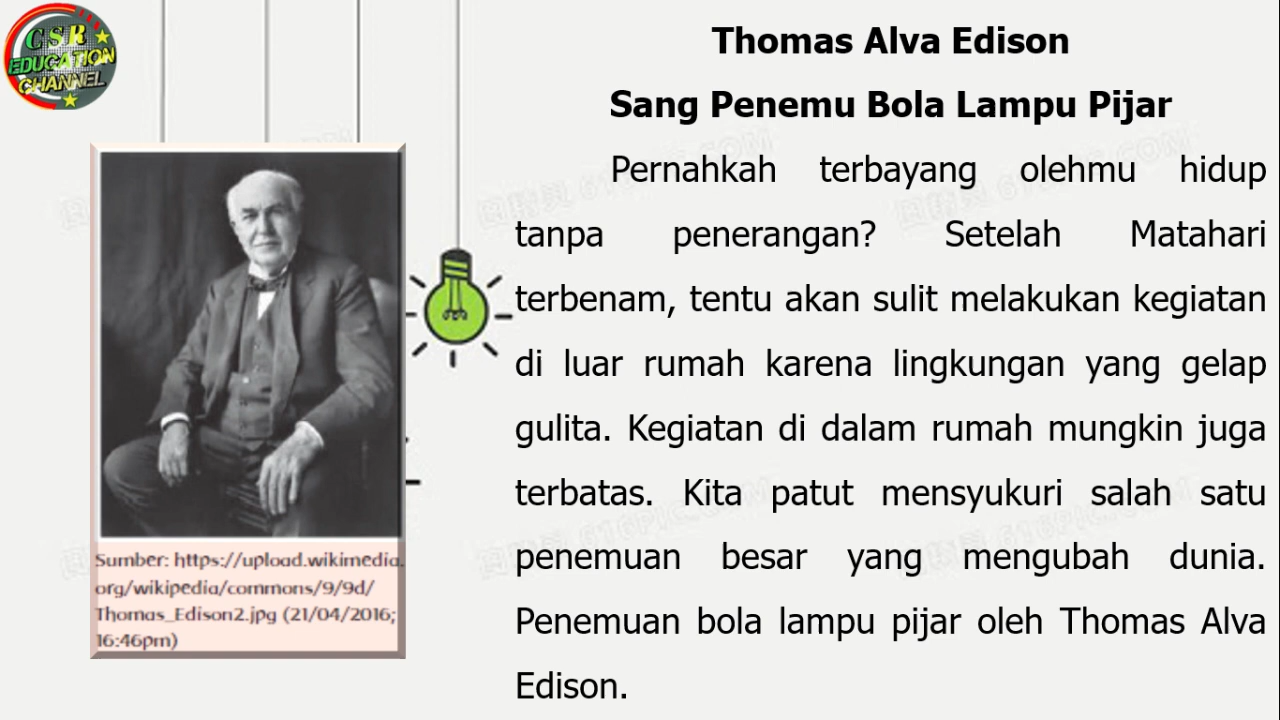 CSR
EDUCATION
CHANNEL
Thomas Alva Edison
Sang Penemu Bola Lampu Pijar
Pernahkah terbayang olehmu hidup
tanpa penerangan? Setelah Matahari
terbenam, tentu akan sulit melakukan kegiatan
di luar rumah karena lingkungan yang gelap
gulita. Kegiatan di dalam rumah mungkin juga
terbatas. Kita patut mensyukuri salah satu
penemuan besar yang mengubah dunia.
Penemuan bola lampu pijar oleh Thomas Alva
Edison.
Sumber: https://upload.wikimedia.
org/wikipedia/commons/9/9d/
Thomas_Edison2.jpg (21/04/2016;
16:46pm)